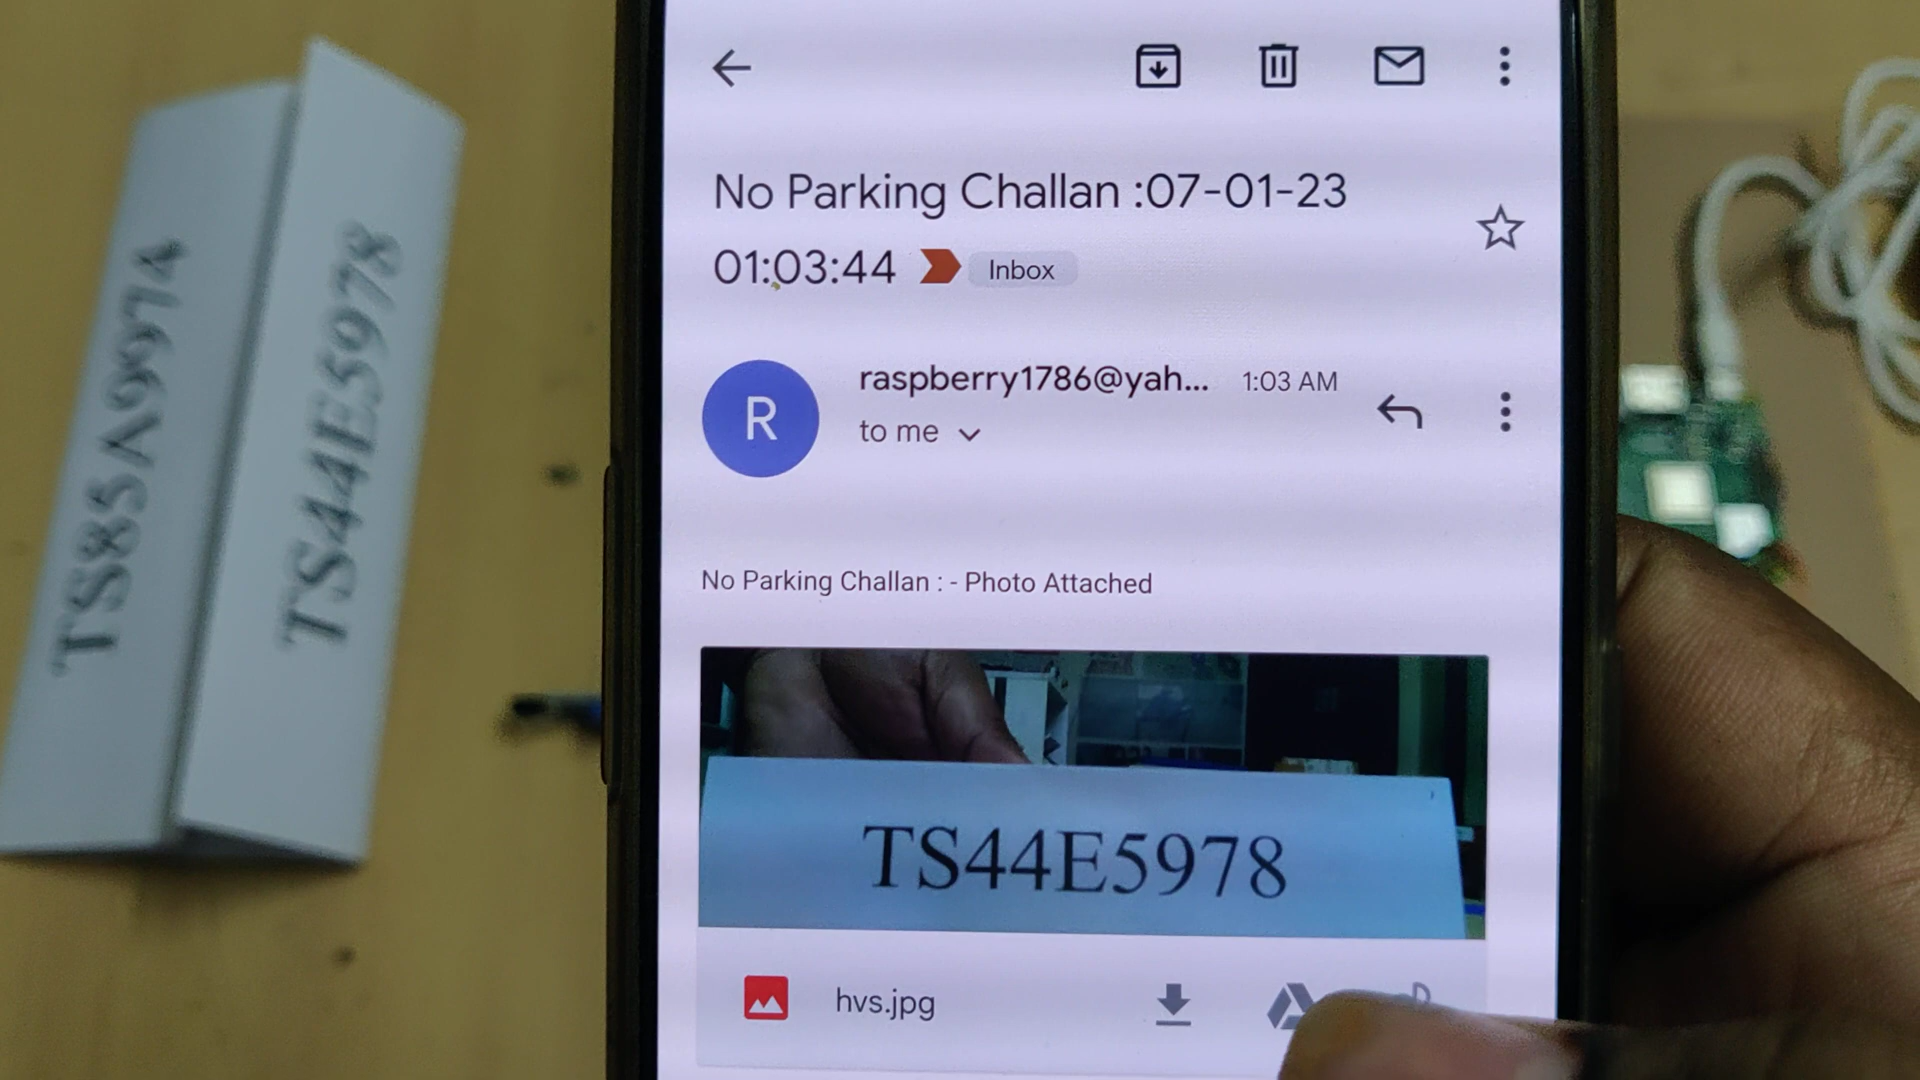 TS85A9974
TS44E5978
No Parking Challan :07-01-23
01:03:44 Inbox
R
raspberry1786@yah... 1:03 AM
to me
No Parking Challan : - Photo Attached
TS44E5978
hvs.jpg